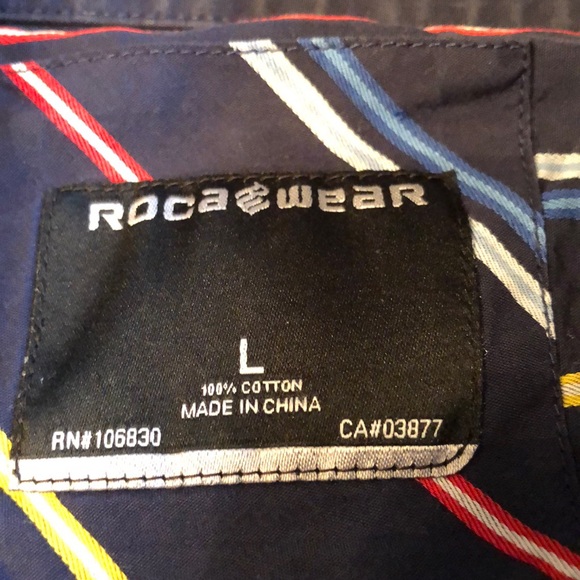 ROCAWEAR
L
100% COTTON
MADE IN CHINA
RN#106830 CA#03877